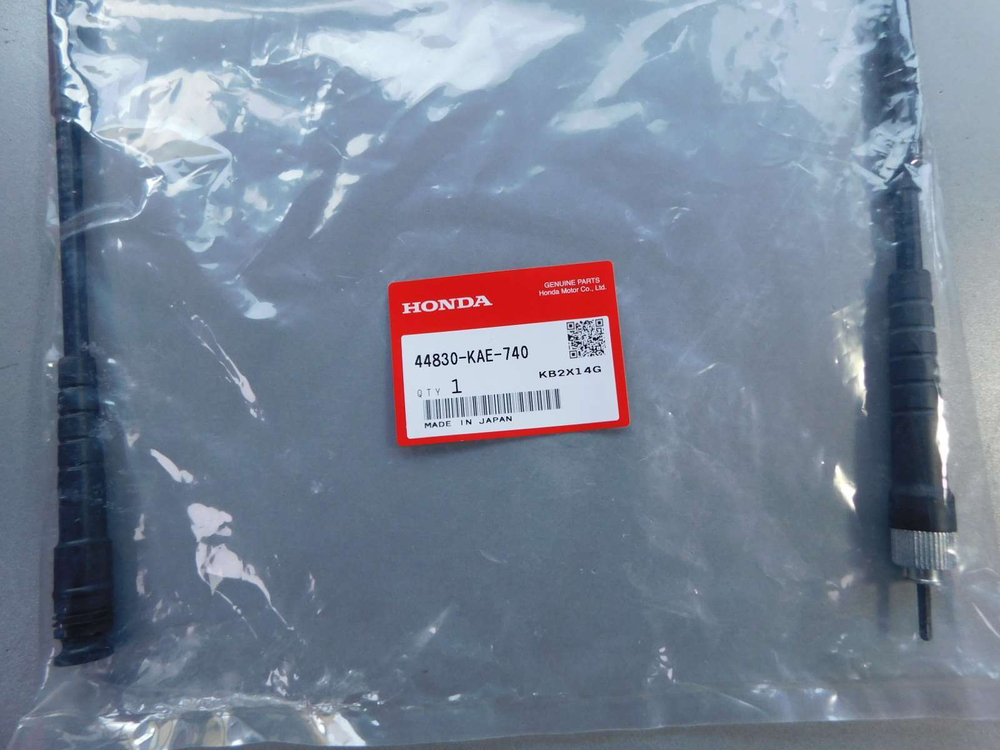 HONDA
GENUINE PARTS
Honda Motor Co., Ltd.
44830-KAE-740
KB2X14G
QTY 1
MADE IN JAPAN